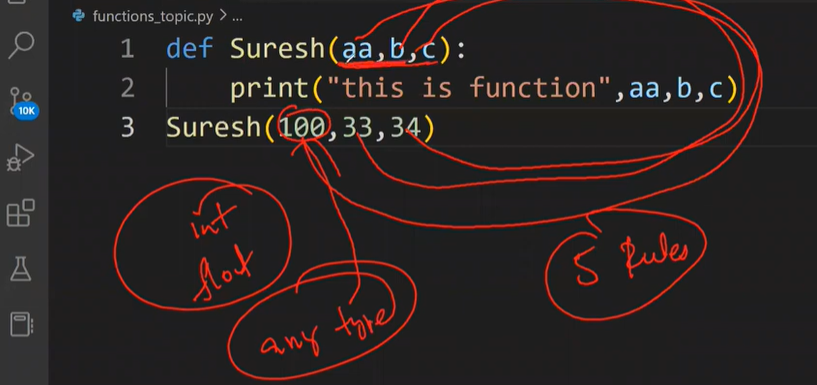 functions_topic.py > ...
1 def Suresh(aa,b,c):
2     print("this is function",aa,b,c)
3 Suresh(100,33,34)
10K
int
float
any type
5 Rules